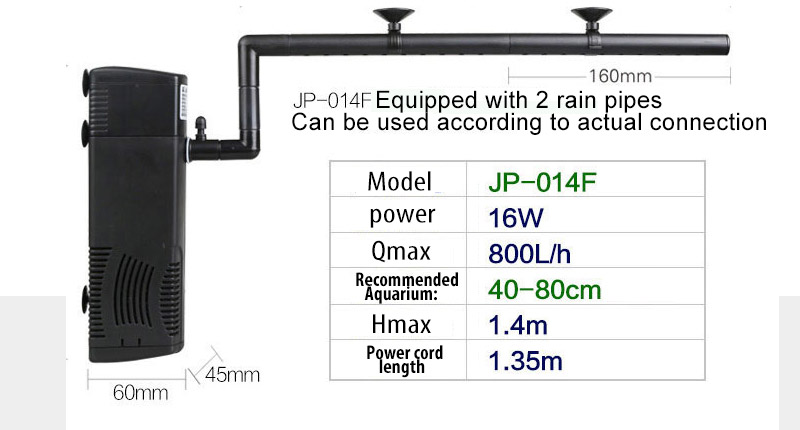 160mm
JP-014F Equipped with 2 rain pipes
Can be used according to actual connection
Model JP-014F
power 16W
Qmax 800L/h
Recommended
Aquarium: 40-80cm
Hmax 1.4m
Power cord
length 1.35m
45mm
60mm